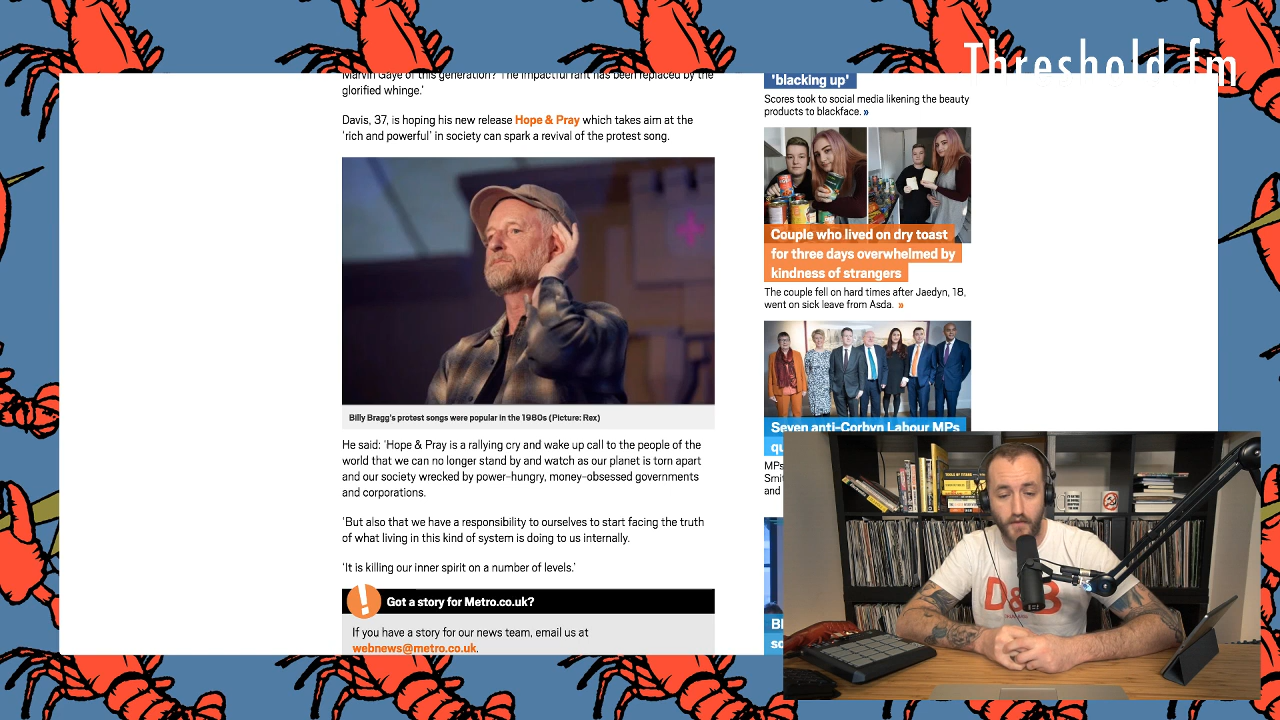 Threshold fm
Marvin Gaye of this generation? The impactful rant has been replaced by the
glorified whinge.'
Davis, 37, is hoping his new release Hope & Pray which takes aim at the
'rich and powerful' in society can spark a revival of the protest song.
Billy Bragg's protest songs were popular in the 1980s (Picture: Rex)
He said: 'Hope & Pray is a rallying cry and wake up call to the people of the
world that we can no longer stand by and watch as our planet is torn apart
and our society wrecked by power-hungry, money-obsessed governments
and corporations.
'But also that we have a responsibility to ourselves to start facing the truth
of what living in this kind of system is doing to us internally.
'It is killing our inner spirit on a number of levels.'
! Got a story for Metro.co.uk?
If you have a story for our news team, email us at
webnews@metro.co.uk.
'blacking up'
Scores took to social media likening the beauty
products to blackface. »
Couple who lived on dry toast
for three days overwhelmed by
kindness of strangers
The couple fell on hard times after Jaedyn, 18,
went on sick leave from Asda. »
Seven anti-Corbyn Labour MPs
qu
MPs
Smi
and
Bl
so
D&B